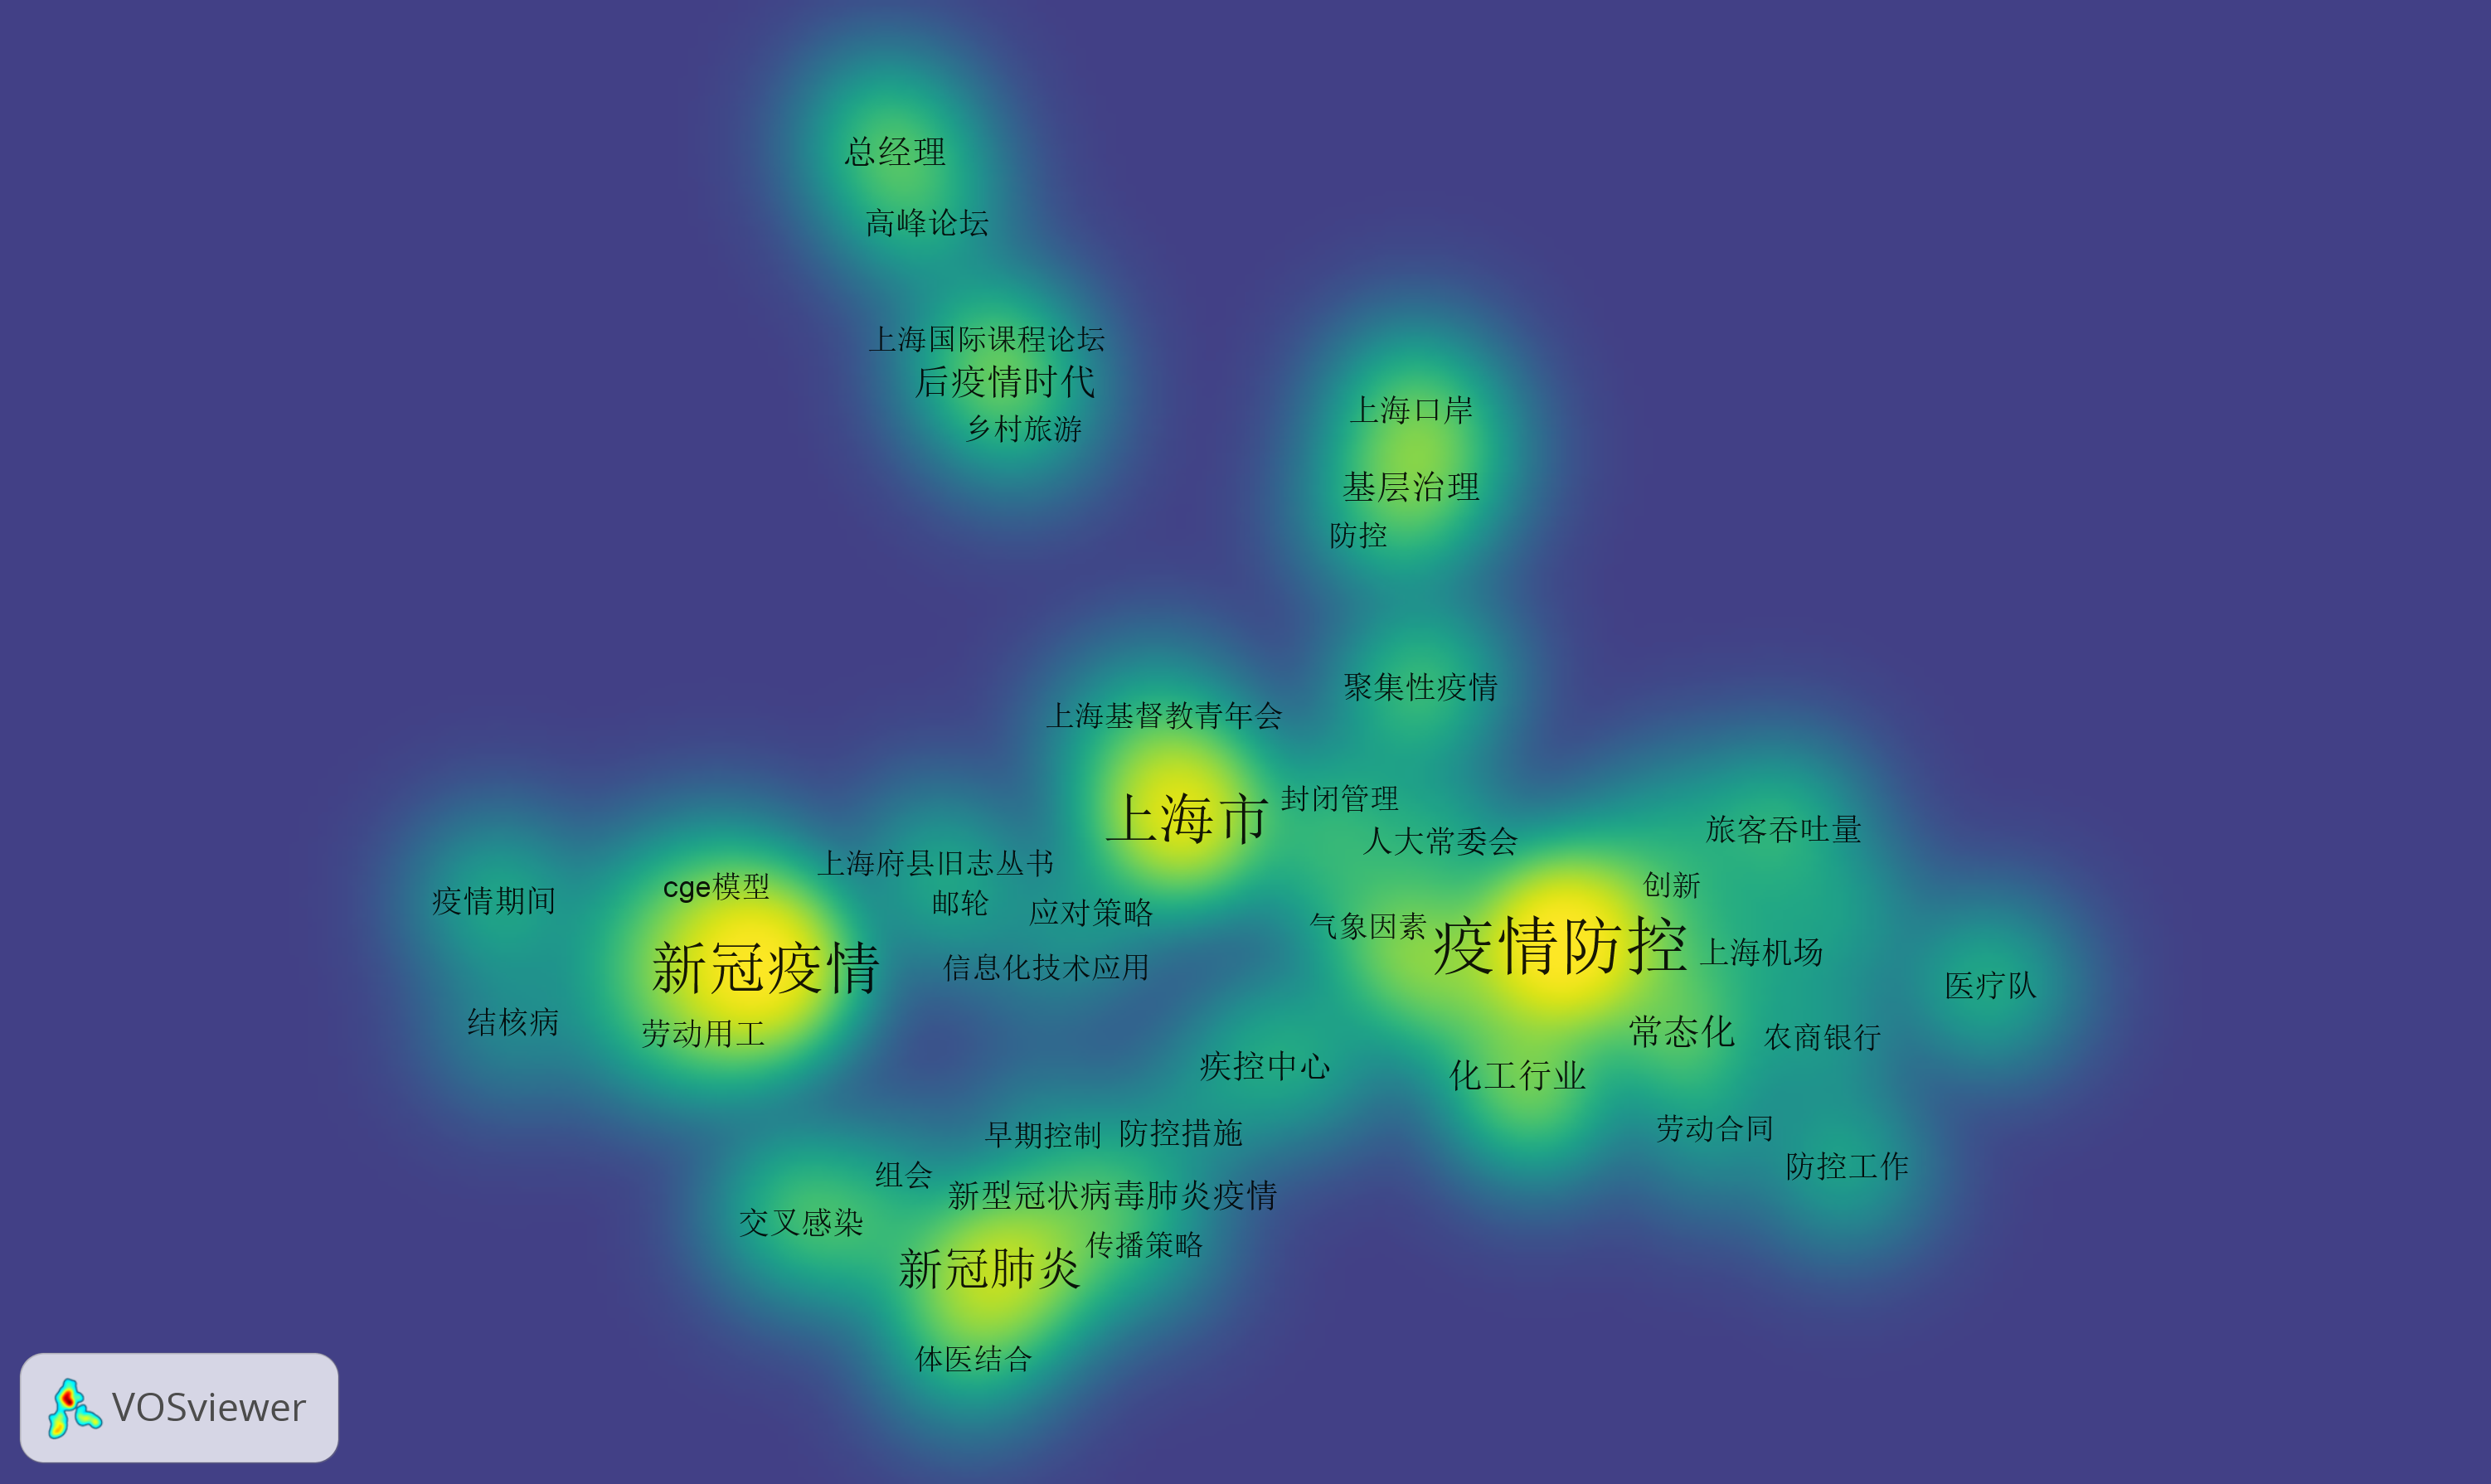 总经理
高峰论坛
上海国际课程论坛
后疫情时代
乡村旅游
上海口岸
基层治理
防控
聚集性疫情
上海基督教青年会
封闭管理
上海市
旅客吞吐量
人大常委会
上海府县旧志丛书
cge模型
创新
疫情期间
邮轮
应对策略
气象因素
疫情防控
上海机场
新冠疫情
信息化技术应用
医疗队
结核病
劳动用工
常态化
农商银行
疾控中心
化工行业
劳动合同
早期控制
防控措施
防控工作
组会
新型冠状病毒肺炎疫情
交叉感染
传播策略
新冠肺炎
体医结合
VOSviewer